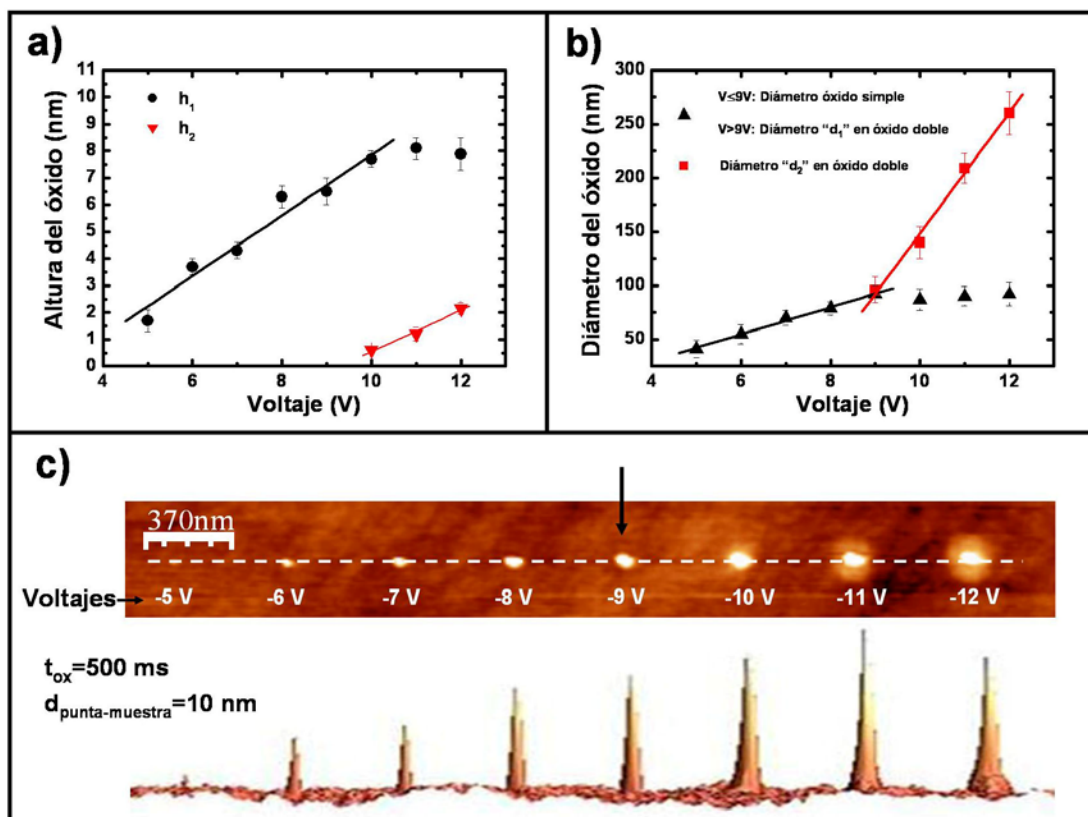 a)
Altura del óxido (nm)
11
10
9
8
7
6
5
4
3
2
1
0
h₁
h₂
4 6 8 10 12
Voltaje (V)
b)
Diámetro del óxido (nm)
300
250
200
150
100
50
V≤9V: Diámetro óxido simple
V>9V: Diámetro “d₁” en óxido doble
Diámetro “d₂” en óxido doble
4 6 8 10 12
Voltaje (V)
c)
370nm
Voltajes -5 V -6 V -7 V -8 V -9 V -10 V -11 V -12 V
tox=500 ms
dpunta-muestra=10 nm